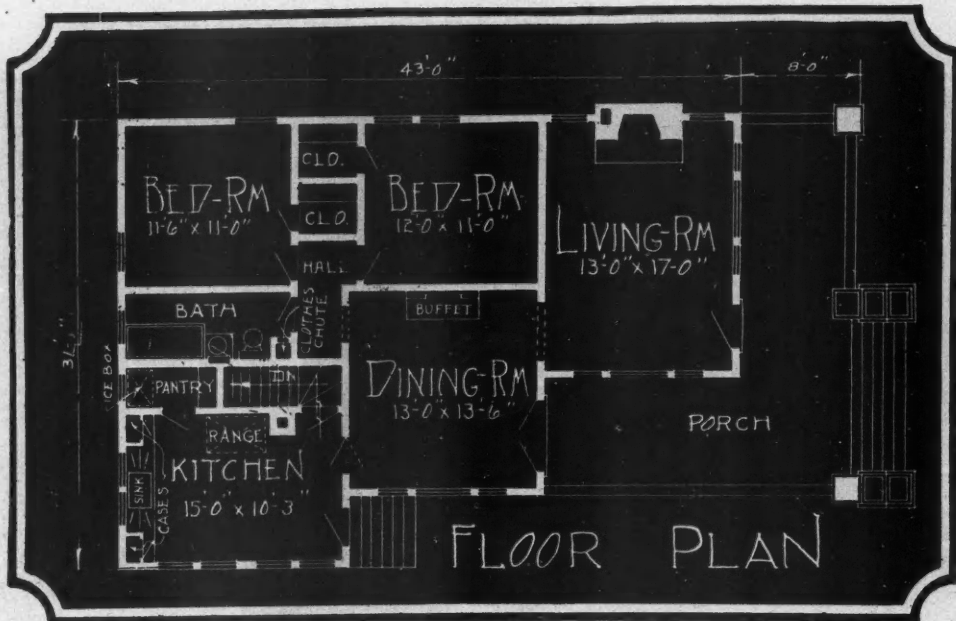 43'-0"
8'-0"
CLO.
BED-RM
11'-6" x 11'-0"
CLO.
BED-RM
12'-0 x 11'-0"
LIVING-RM
13'-0" x 17'-0"
HALL
BATH
CLOTHES
CHUTE
BUFFET
ICE BOX
PANTRY
DN
DINING-RM
13'-0" x 13'-6"
PORCH
RANGE
KITCHEN
15'-0" x 10'-3"
SINK
CASES
FLOOR PLAN